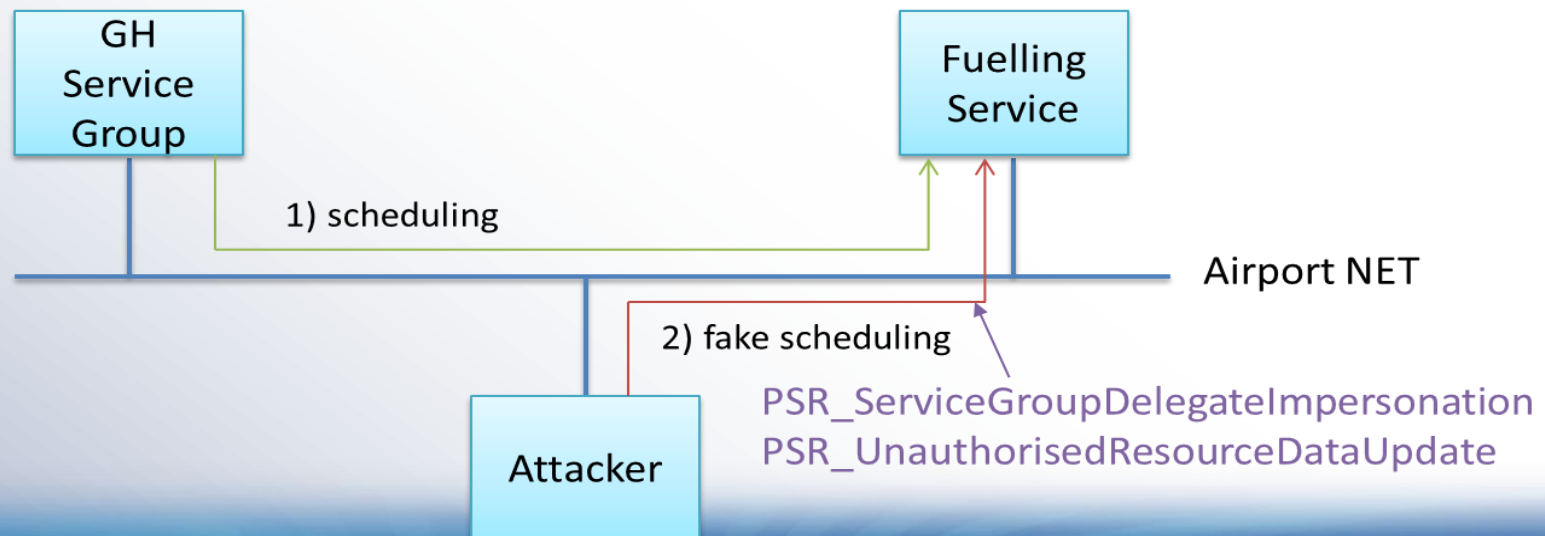 GH
Service
Group
Fuelling
Service
1) scheduling
Airport NET
2) fake scheduling
PSR_ServiceGroupDelegateImpersonation
PSR_UnauthorisedResourceDataUpdate
Attacker